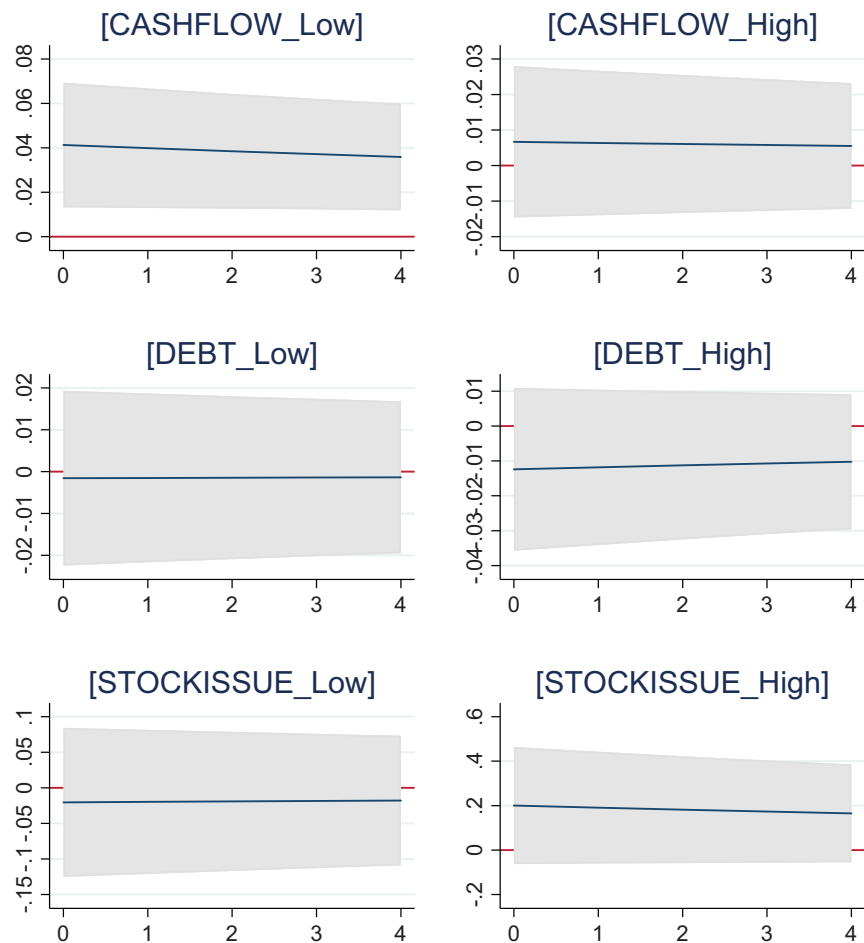 [CASHFLOW_Low]
.08
.06
.04
.02
0
0 1 2 3 4
[CASHFLOW_High]
.03
.02
.01
0
-.01
-.02
0 1 2 3 4
[DEBT_Low]
.02
.01
0
-.01
-.02
0 1 2 3 4
[DEBT_High]
.01
0
-.01
-.02
-.03
-.04
0 1 2 3 4
[STOCKISSUE_Low]
.1
.05
0
-.05
-.1
-.15
0 1 2 3 4
[STOCKISSUE_High]
.6
.4
.2
0
-.2
0 1 2 3 4